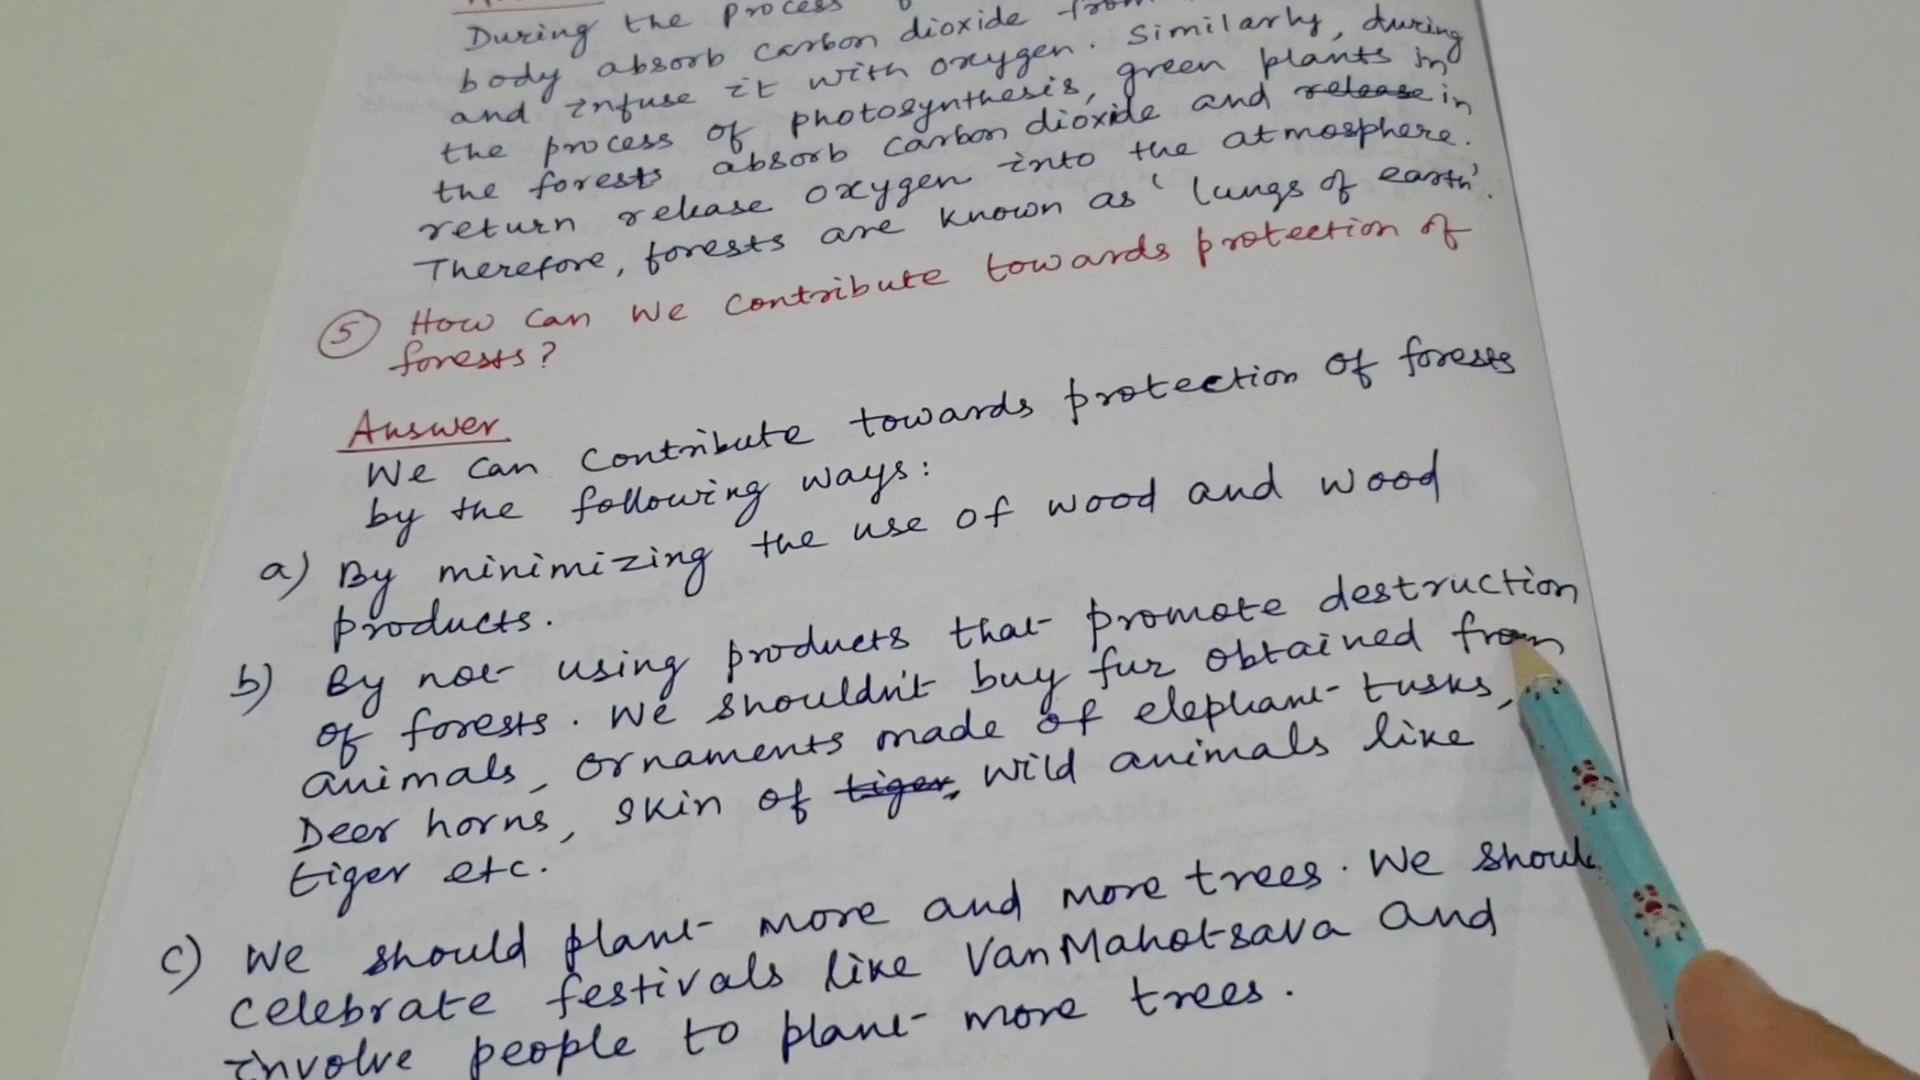 During the process
body absorb carbon dioxide from
and infuse it with oxygen. Similarly, during
the process of photosynthesis, green plants in
the forests absorb carbon dioxide and release in
return release oxygen into the atmosphere.
Therefore, forests are known as 'lungs of earth'.
5 How can we contribute towards protection of
forests?
Answer
We can contribute towards protection of forests
by the following ways:
a) By minimizing the use of wood and wood
products.
b) By not using products that promote destruction
of forests. We shouldn't buy fur obtained from
animals, ornaments made of elephant tusks,
Deer horns, skin of tiger, wild animals like
tiger etc.
c) We should plant more and more trees. We should
celebrate festivals like Van Mahotsava and
involve people to plant more trees.